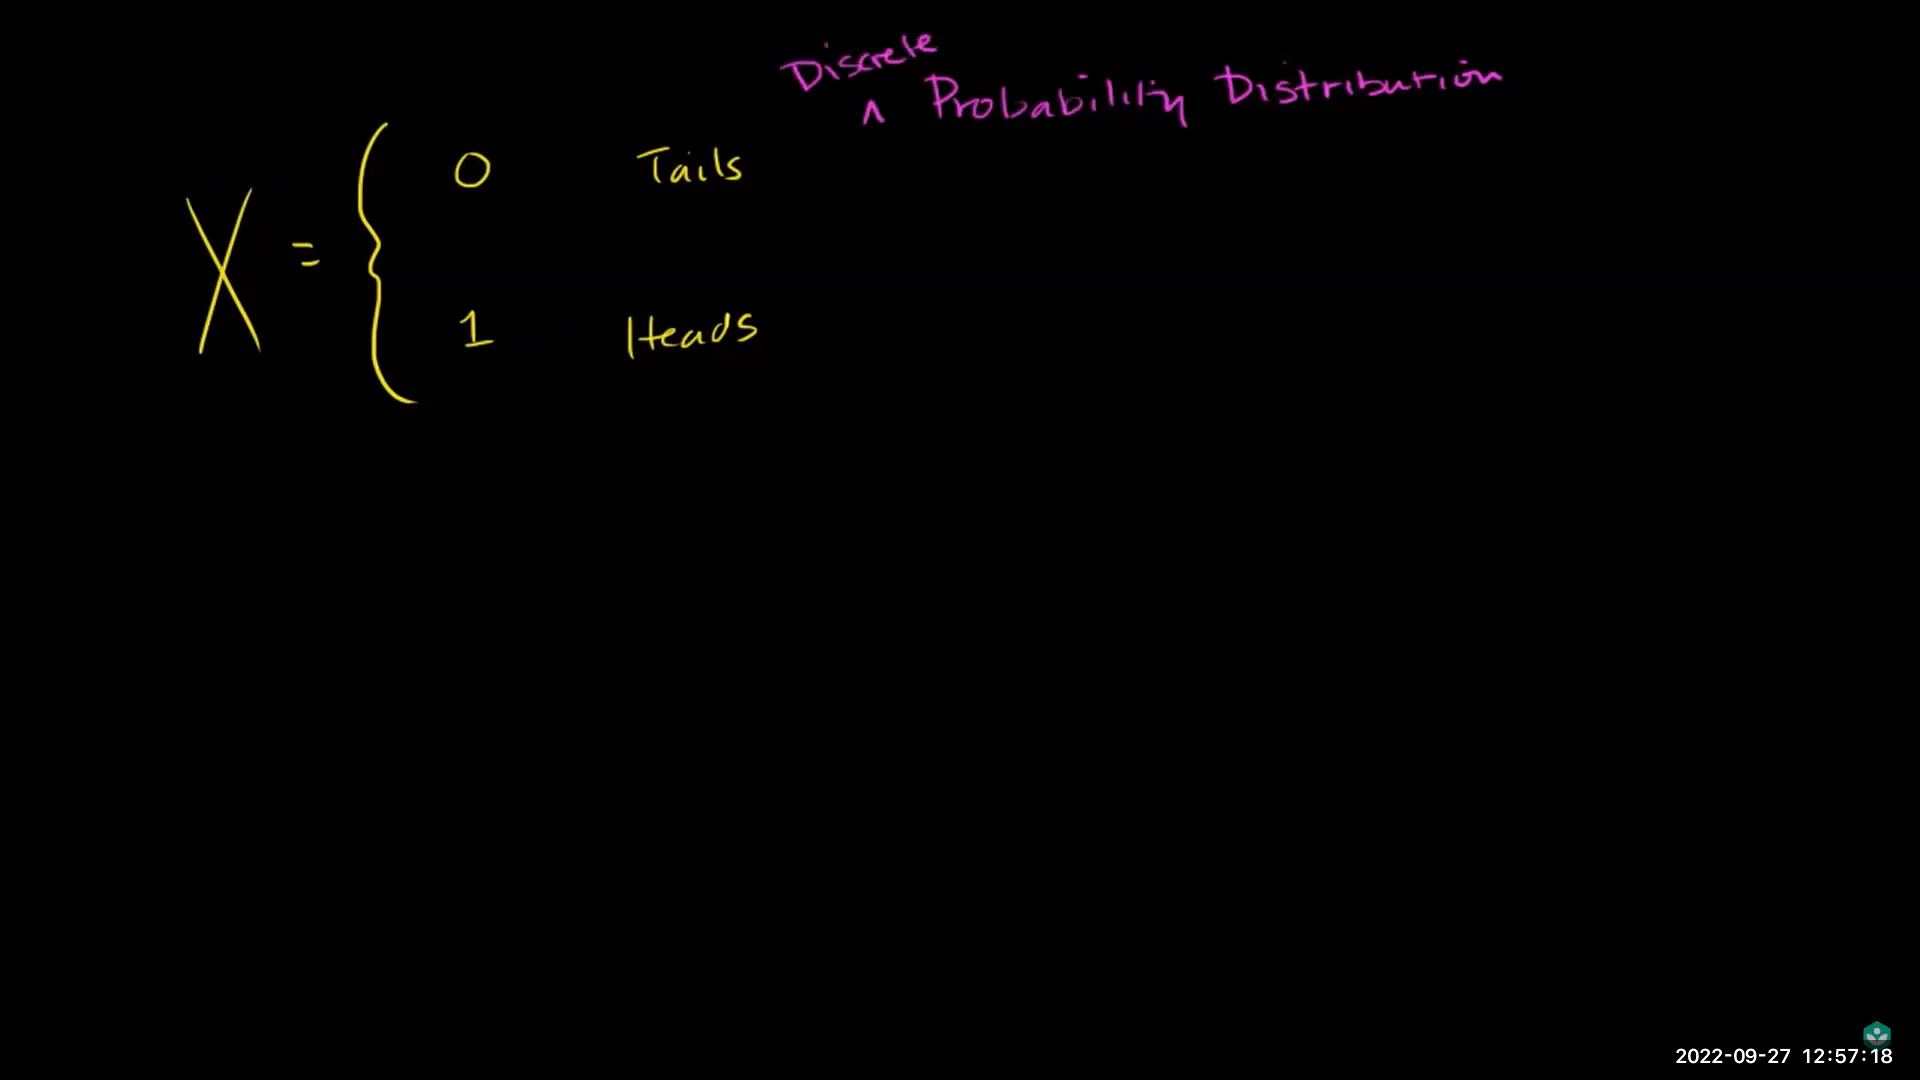 Discrete
^ Probability Distribution
X = { 0 Tails
1 Heads
2022-09-27 12:57:18